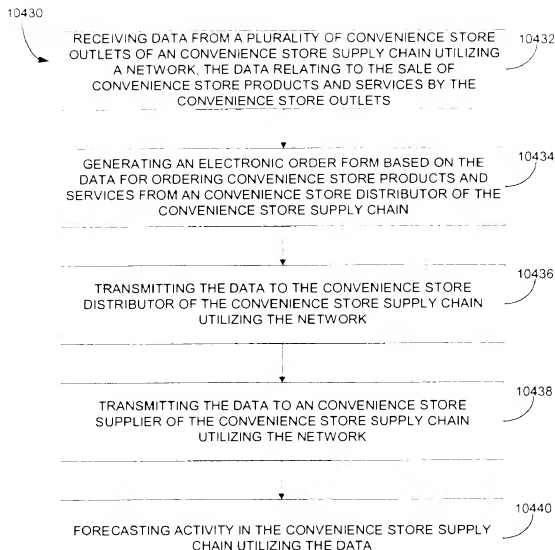 10430
RECEIVING DATA FROM A PLURALITY OF CONVENIENCE STORE
OUTLETS OF AN CONVENIENCE STORE SUPPLY CHAIN UTILIZING
A NETWORK, THE DATA RELATING TO THE SALE OF
CONVENIENCE STORE PRODUCTS AND SERVICES BY THE
CONVENIENCE STORE OUTLETS
10432
GENERATING AN ELECTRONIC ORDER FORM BASED ON THE
DATA FOR ORDERING CONVENIENCE STORE PRODUCTS AND
SERVICES FROM AN CONVENIENCE STORE DISTRIBUTOR OF THE
CONVENIENCE STORE SUPPLY CHAIN
10434
TRANSMITTING THE DATA TO THE CONVENIENCE STORE
DISTRIBUTOR OF THE CONVENIENCE STORE SUPPLY CHAIN
UTILIZING THE NETWORK
10436
TRANSMITTING THE DATA TO AN CONVENIENCE STORE
SUPPLIER OF THE CONVENIENCE STORE SUPPLY CHAIN
UTILIZING THE NETWORK
10438
FORECASTING ACTIVITY IN THE CONVENIENCE STORE SUPPLY
CHAIN UTILIZING THE DATA
10440